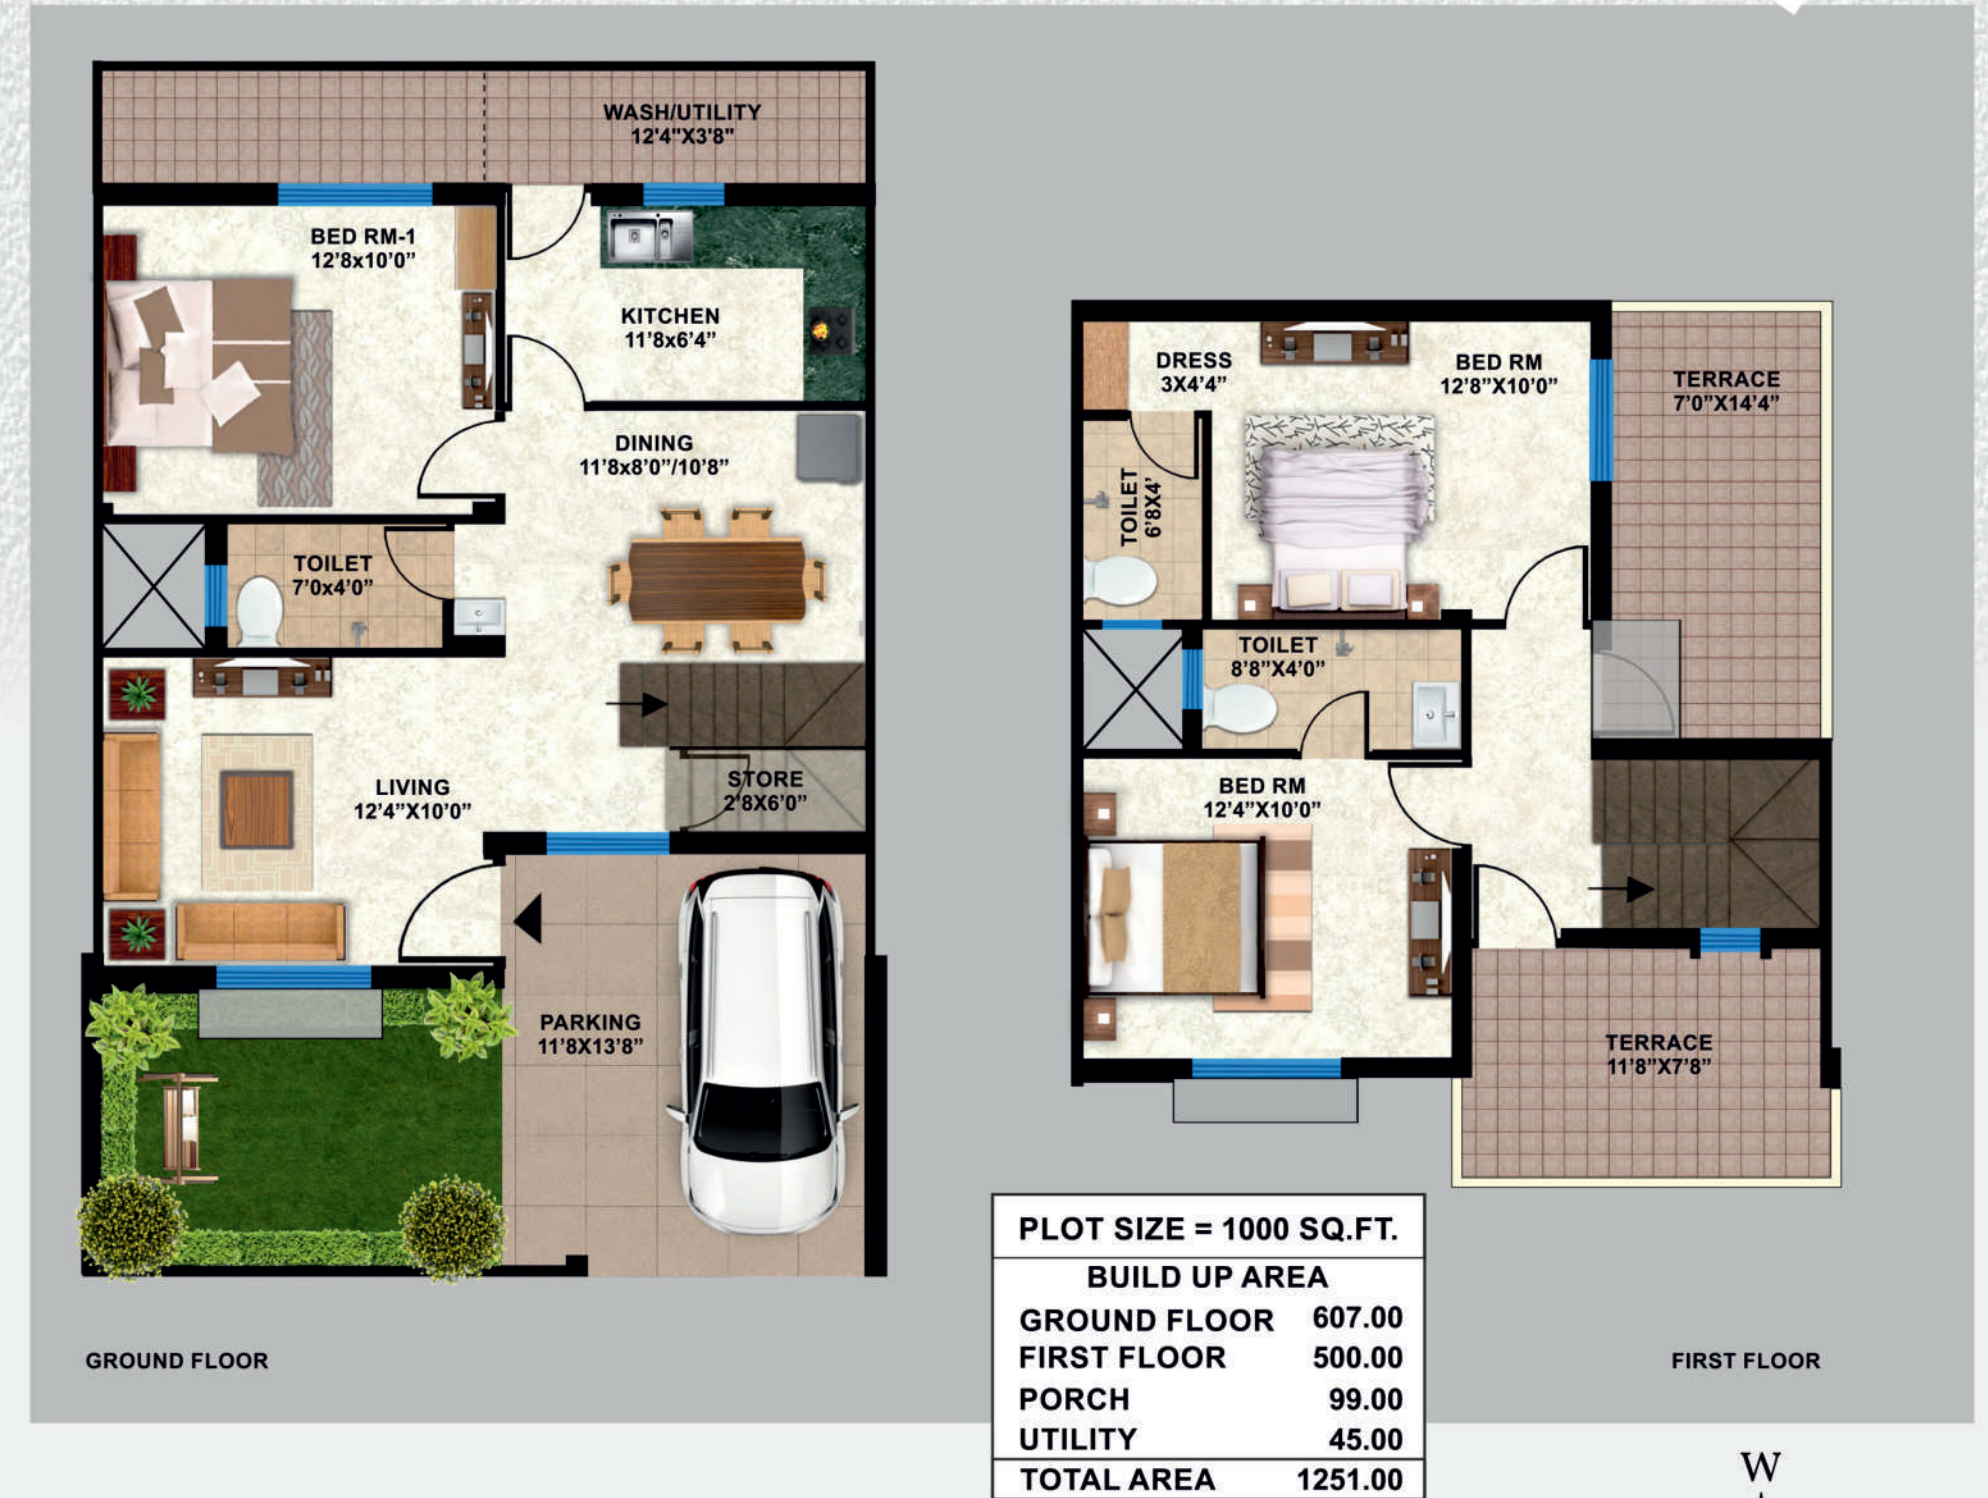 WASH/UTILITY
12'4"X3'8"
BED RM-1
12'8x10'0”
KITCHEN
11'8x6'4”
DINING
11'8x8'0”/10'8”
TOILET
7'0x4'0”
LIVING
12'4”X10'0”
STORE
2'8X6'0”
PARKING
11'8X13'8”
GROUND FLOOR
DRESS
3X4'4”
BED RM
12'8”X10'0”
TERRACE
7'0”X14'4”
TOILET
6'8X4'
TOILET
8'8”X4'0”
BED RM
12'4”X10'0”
TERRACE
11'8”X7'8”
FIRST FLOOR
PLOT SIZE = 1000 SQ.FT.
BUILD UP AREA
GROUND FLOOR 607.00
FIRST FLOOR 500.00
PORCH 99.00
UTILITY 45.00
TOTAL AREA 1251.00
W